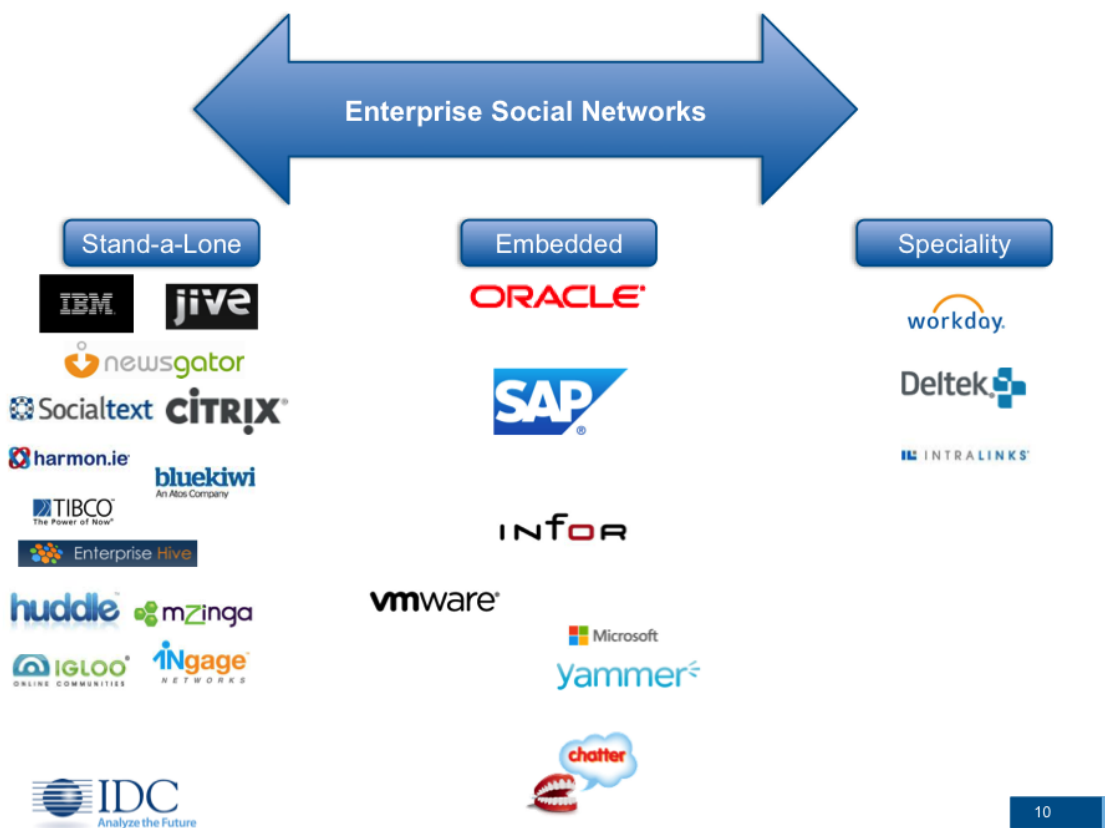 Enterprise Social Networks
Stand-a-Lone
Embedded
Speciality
IBM
jive
newsgator
Socialtext
CİTRIX®
harmon.ie
bluekiwi
An Atos Company
TIBCO
The Power of Now®
Enterprise Hive
huddle
mzinga
IGLOO
ONLINE COMMUNITIES
iNgage
NETWORKS
ORACLE
SAP®
INFOR
vmware
Microsoft
yammer
chatter
workday.
Deltek
INTRALINKS
IDC
Analyze the Future
10